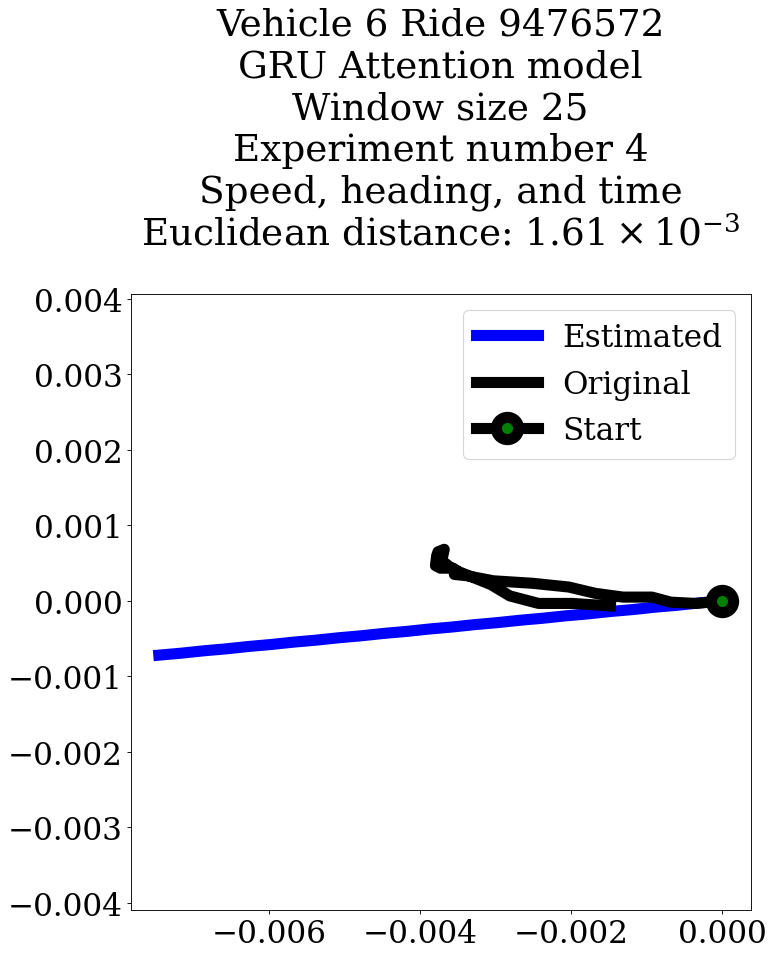 Vehicle 6 Ride 9476572
GRU Attention model
Window size 25
Experiment number 4
Speed, heading, and time
Euclidean distance: 1.61 × 10⁻³
Estimated
Original
Start
0.004
0.003
0.002
0.001
0.000
−0.001
−0.002
−0.003
−0.004
−0.006 −0.004 −0.002 0.000